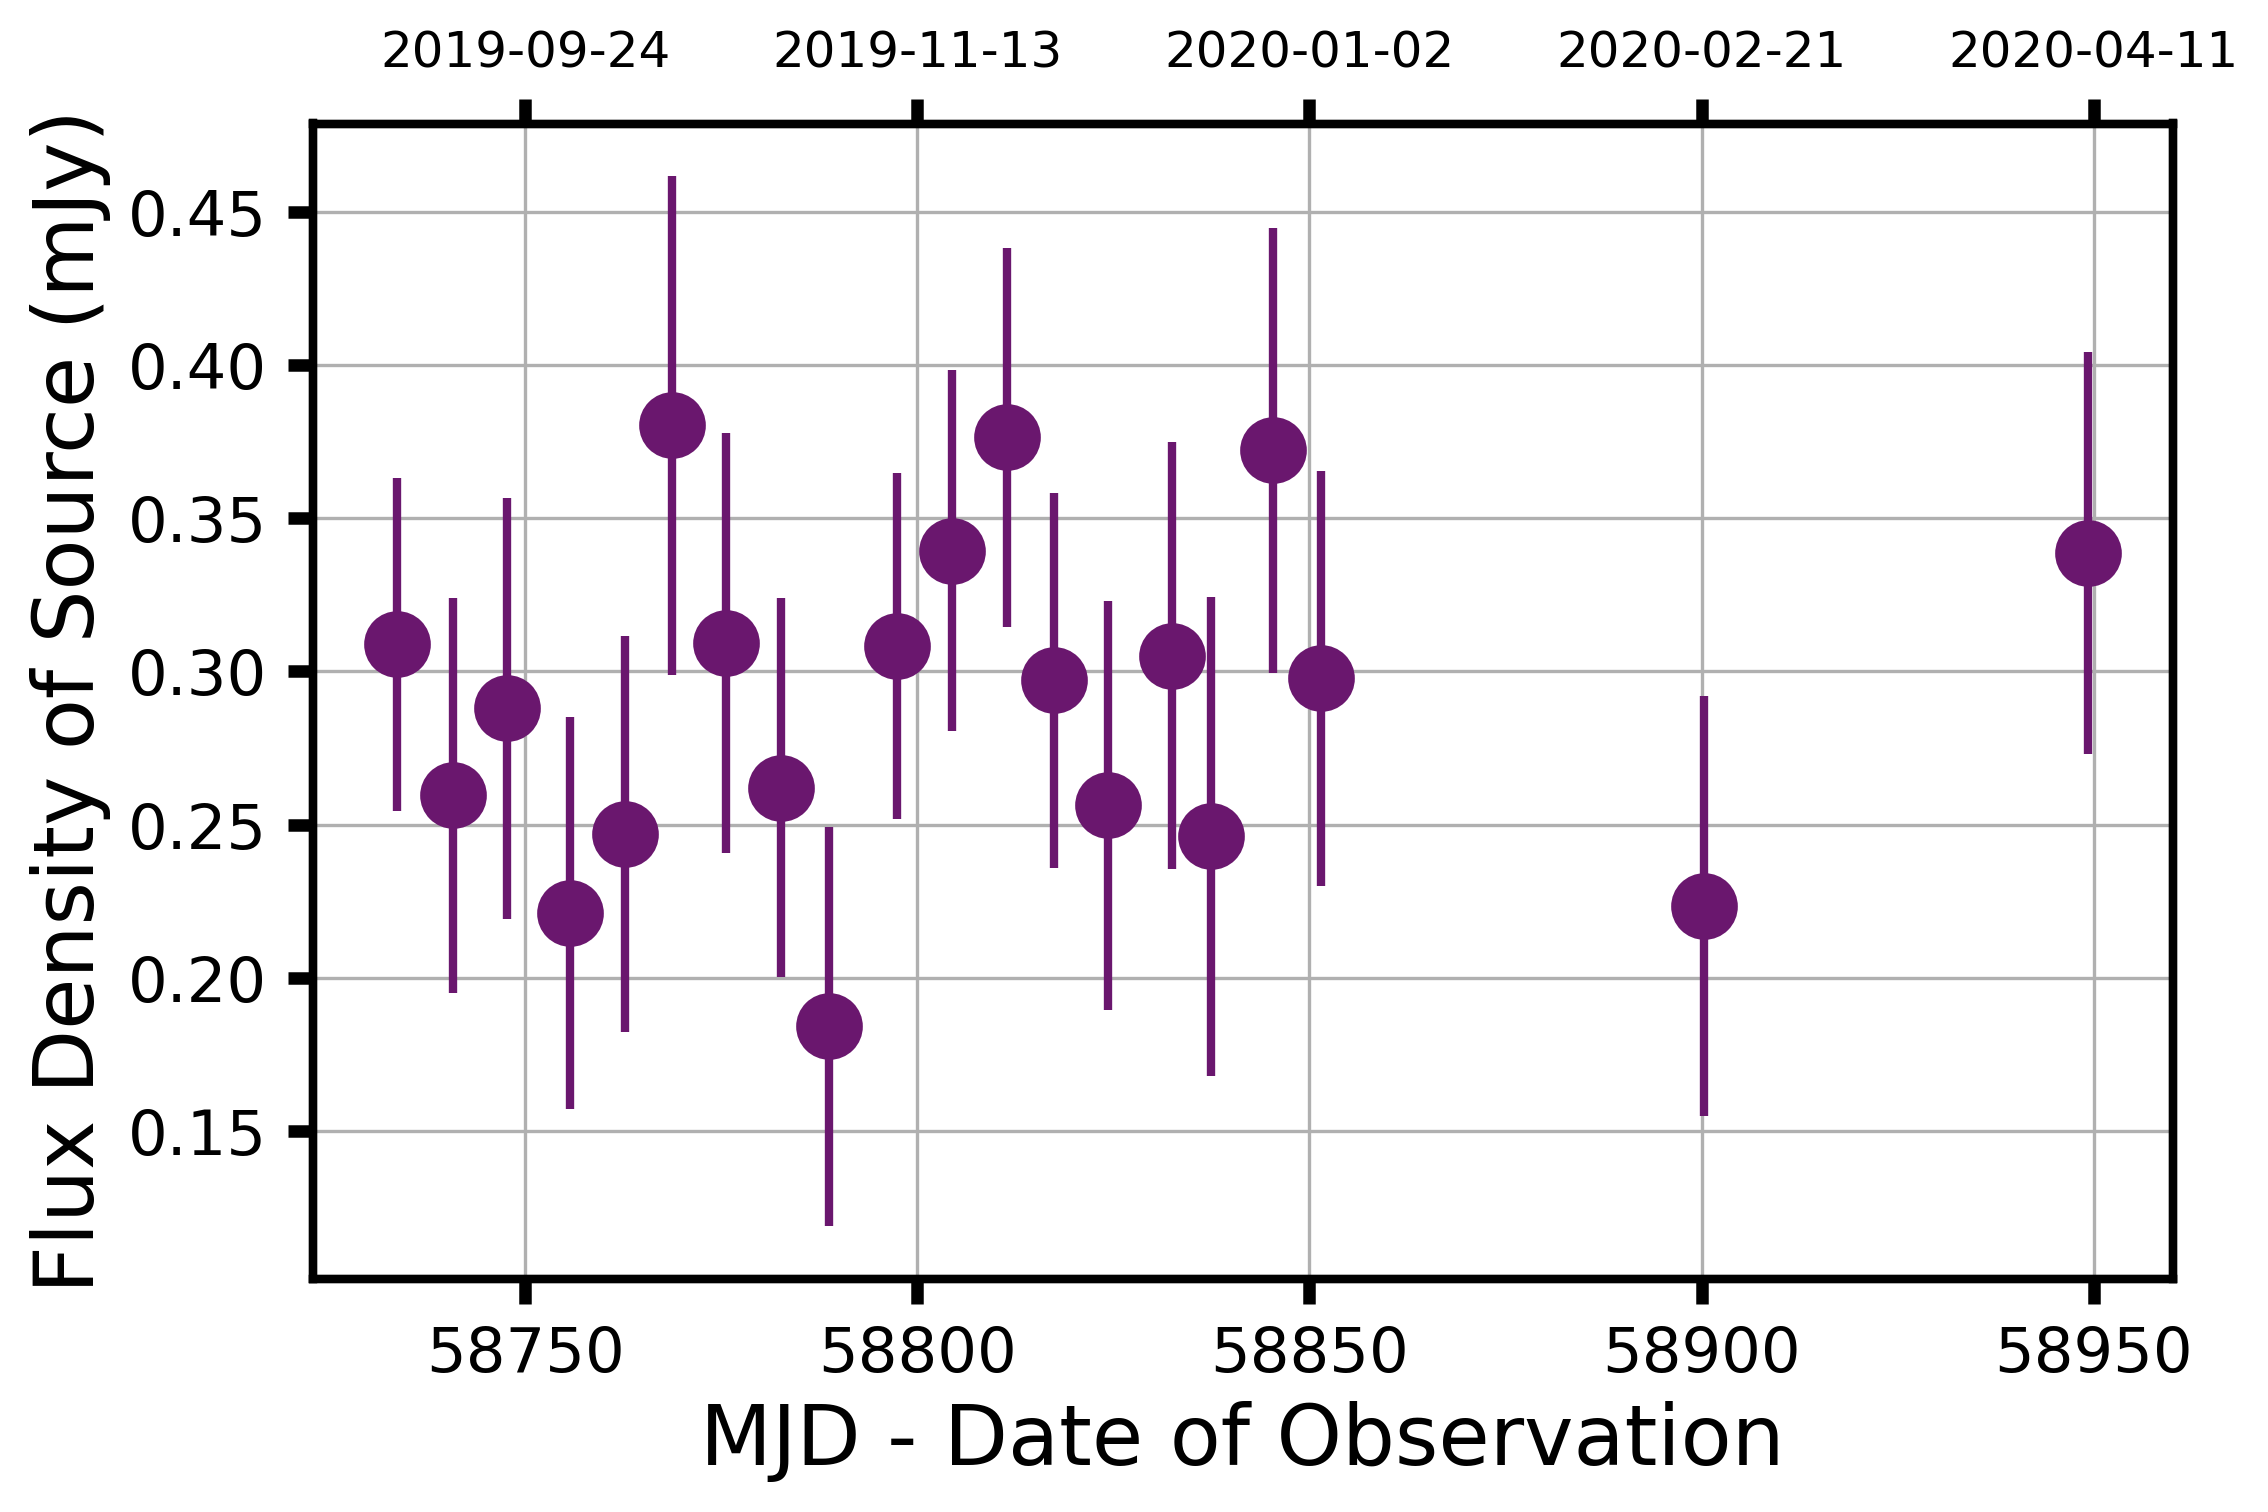 2019-09-24 2019-11-13 2020-01-02 2020-02-21 2020-04-11
Flux Density of Source (mJy)
0.45
0.40
0.35
0.30
0.25
0.20
0.15
58750 58800 58850 58900 58950
MJD - Date of Observation